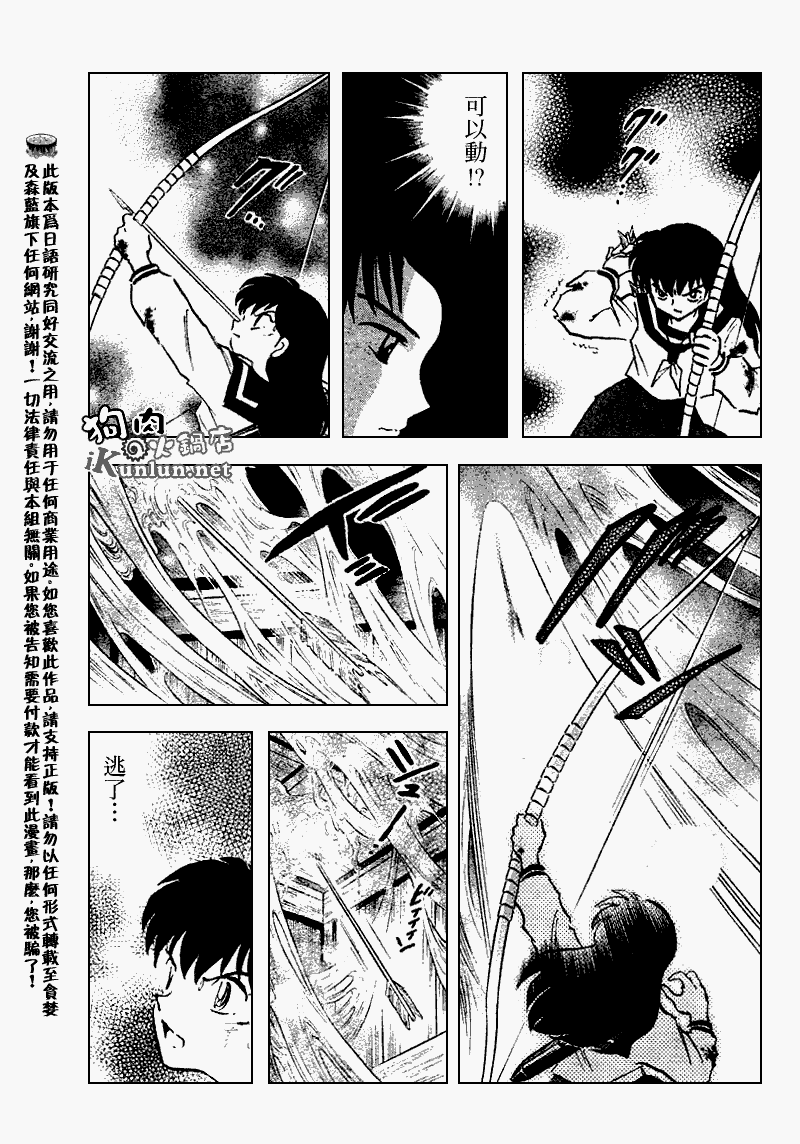 グググ…
可以動!?
グ…
ビィン
逃了…
狗肉火鍋店
iKunlun.net
此版本爲日語研究同好交流之用，請勿用于任何商業用途。如您喜歡此作品，請支持正版！請勿以任何形式轉載至貪婪
及森藍旗下任何網站，謝謝！一切法律責任與本組無關。如果您被告知需要付款才能看到此漫畫，那麼，您被騙了！